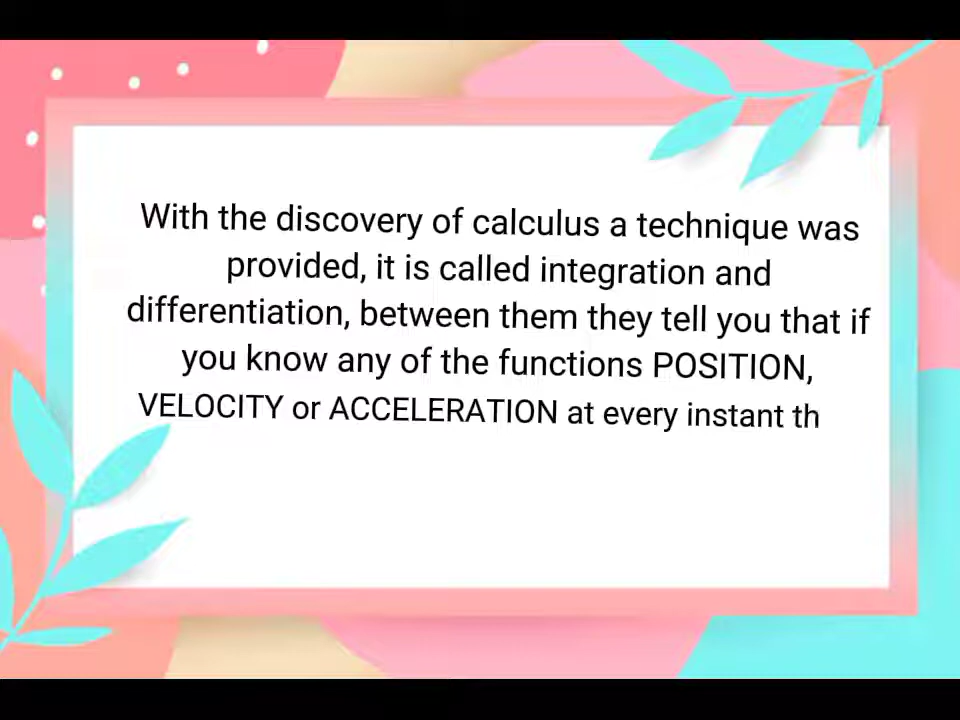 With the discovery of calculus a technique was
provided, it is called integration and
differentiation, between them they tell you that if
you know any of the functions POSITION,
VELOCITY or ACCELERATION at every instant th